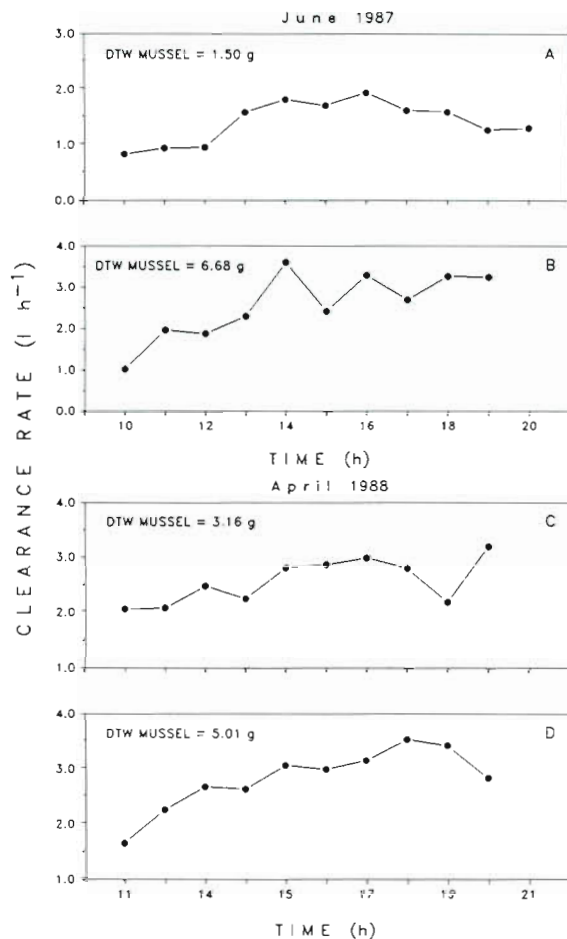 June 1987
3.0
DTW MUSSEL = 1.50 g
A
2.0
1.0
0.0
4.0
DTW MUSSEL = 6.68 g
B
3.0
2.0
1.0
0.0
10 12 14 16 18 20
TIME (h)
CLEARANCE RATE (l h⁻¹)
April 1988
4.0
DTW MUSSEL = 3.16 g
C
3.0
2.0
1.0
4.0
DTW MUSSEL = 5.01 g
D
3.0
2.0
1.0
11 14 15 17 19 21
TIME (h)